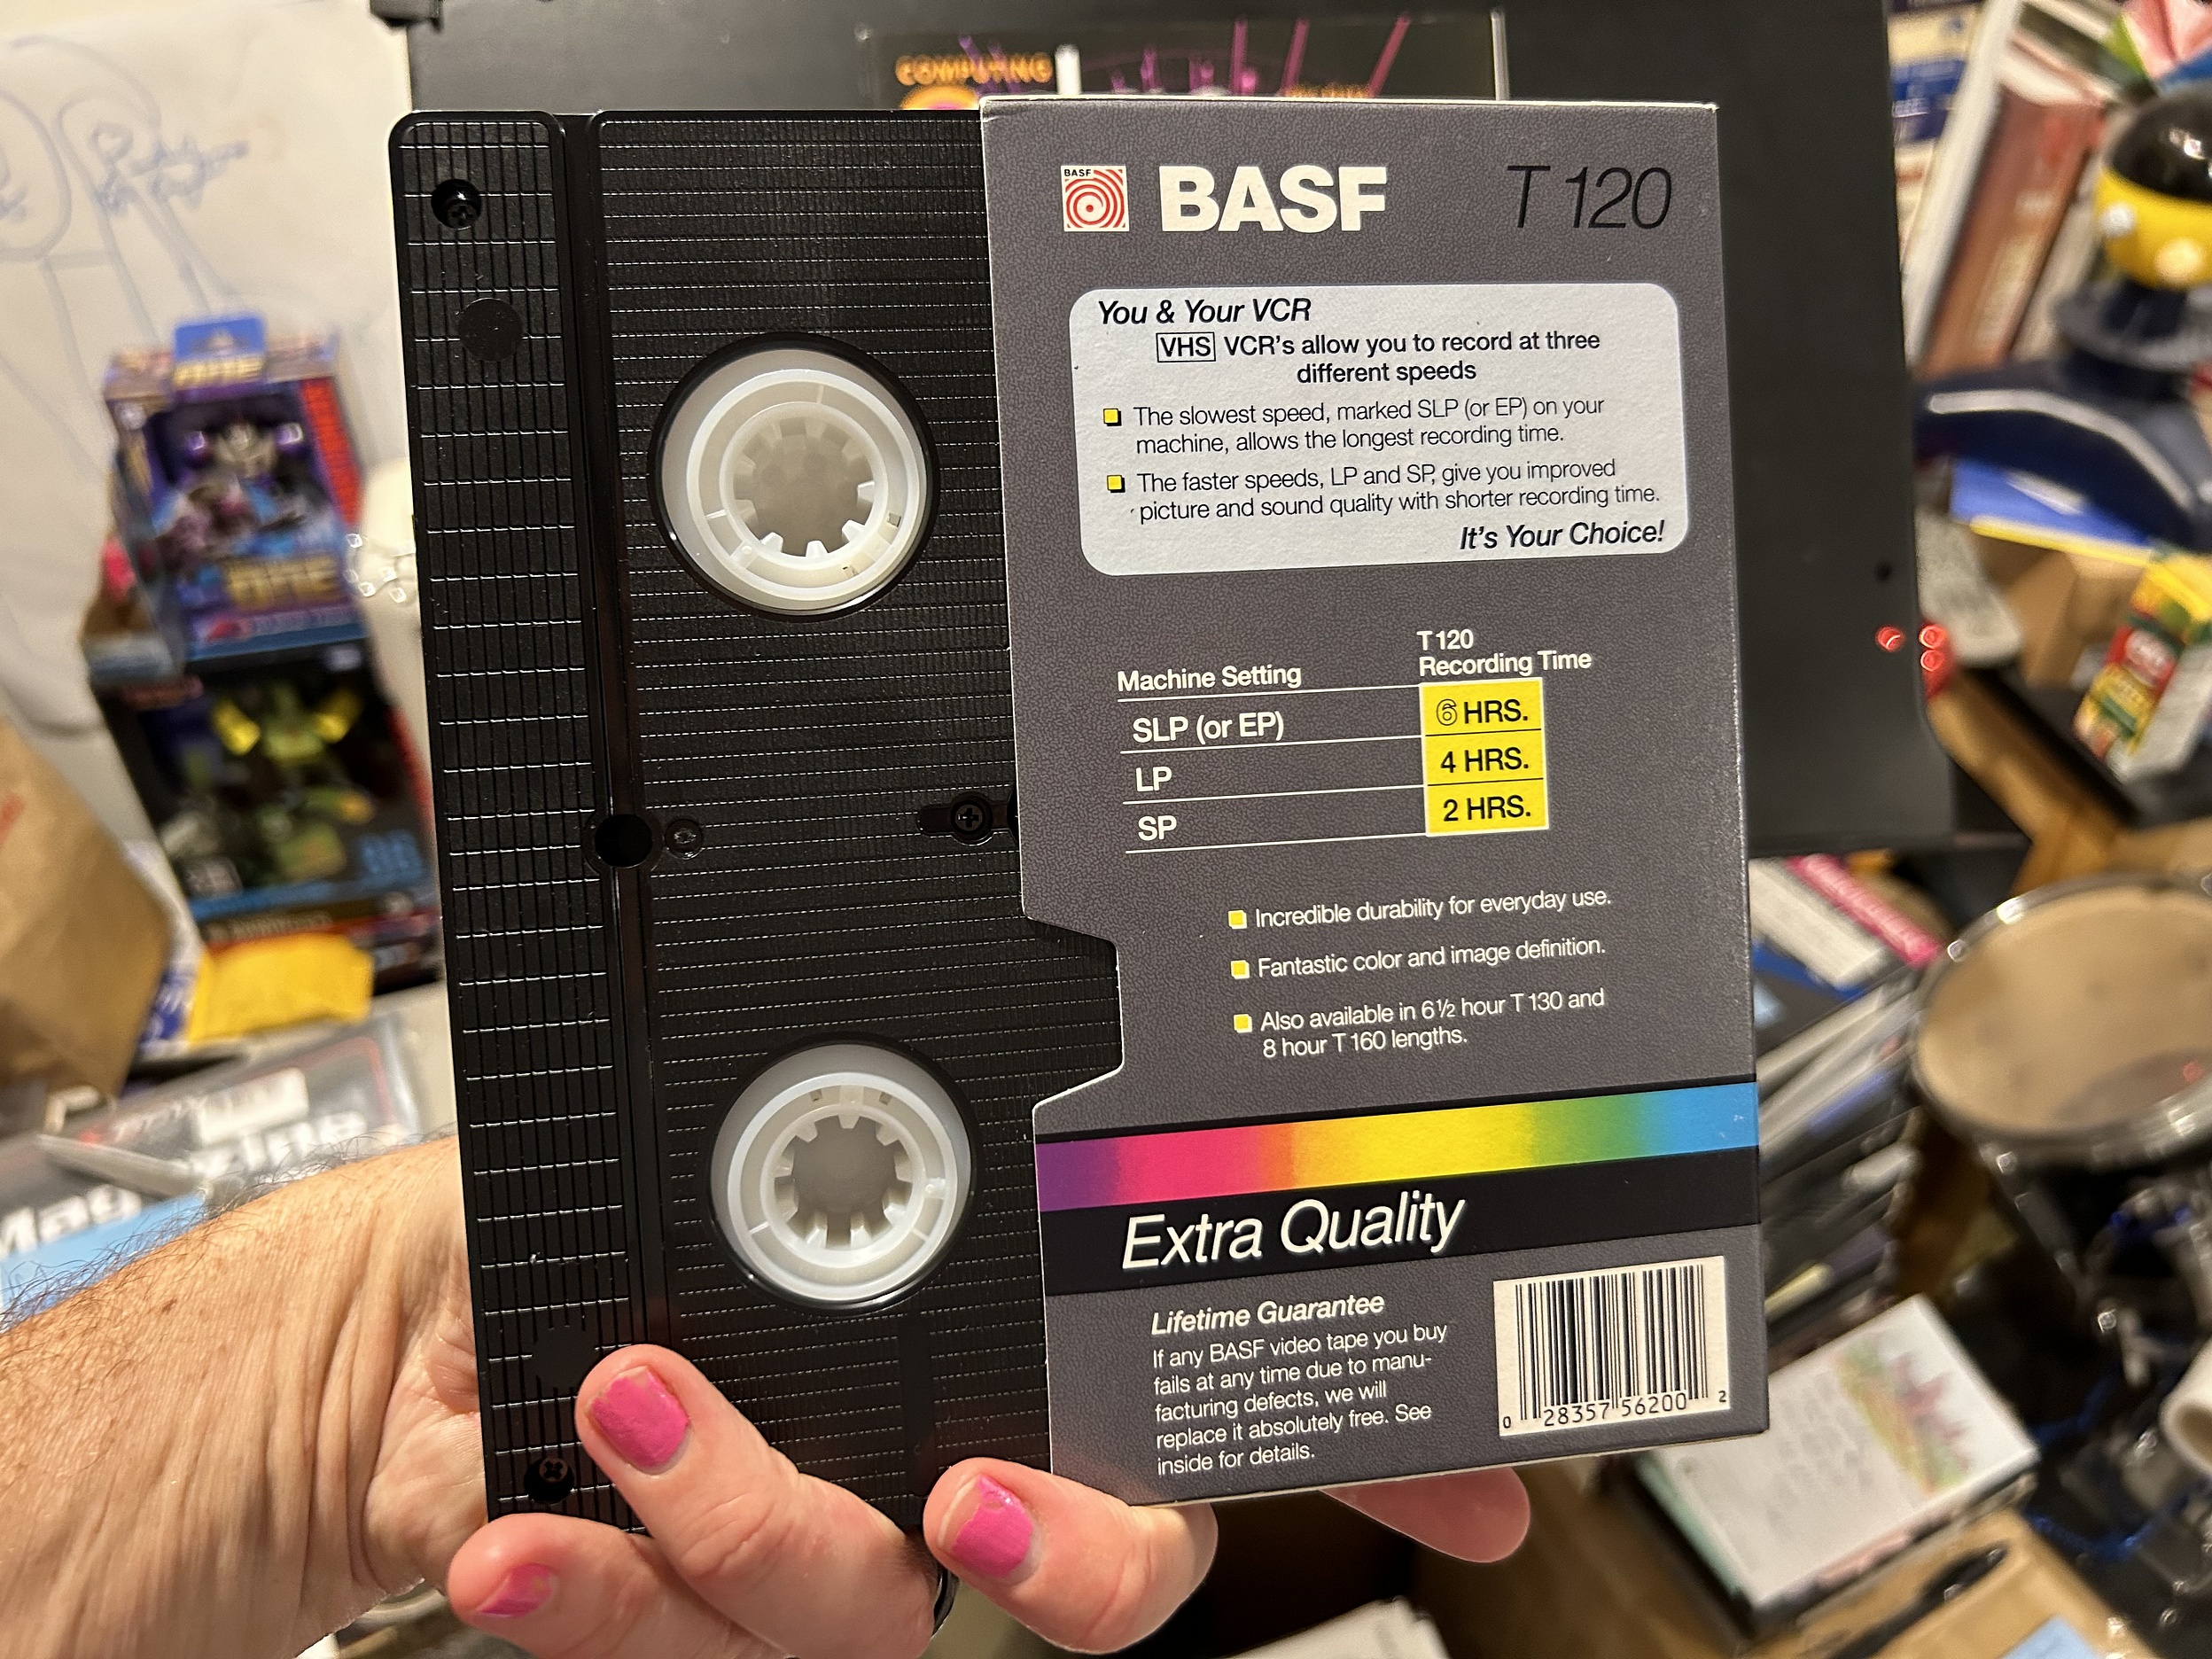 COMPUTING
BASF
BASF
T 120
You & Your VCR
VHS VCR's allow you to record at three
different speeds
The slowest speed, marked SLP (or EP) on your
machine, allows the longest recording time.
The faster speeds, LP and SP, give you improved
picture and sound quality with shorter recording time.
It's Your Choice!
T 120
Machine Setting Recording Time
SLP (or EP) 6 HRS.
LP 4 HRS.
SP 2 HRS.
Incredible durability for everyday use.
Fantastic color and image definition.
Also available in 6½ hour T 130 and
8 hour T 160 lengths.
Extra Quality
Lifetime Guarantee
If any BASF video tape you buy
fails at any time due to manu-
facturing defects, we will
replace it absolutely free. See
inside for details.
0 28357 56200 2
ONE
88
zine
Mag